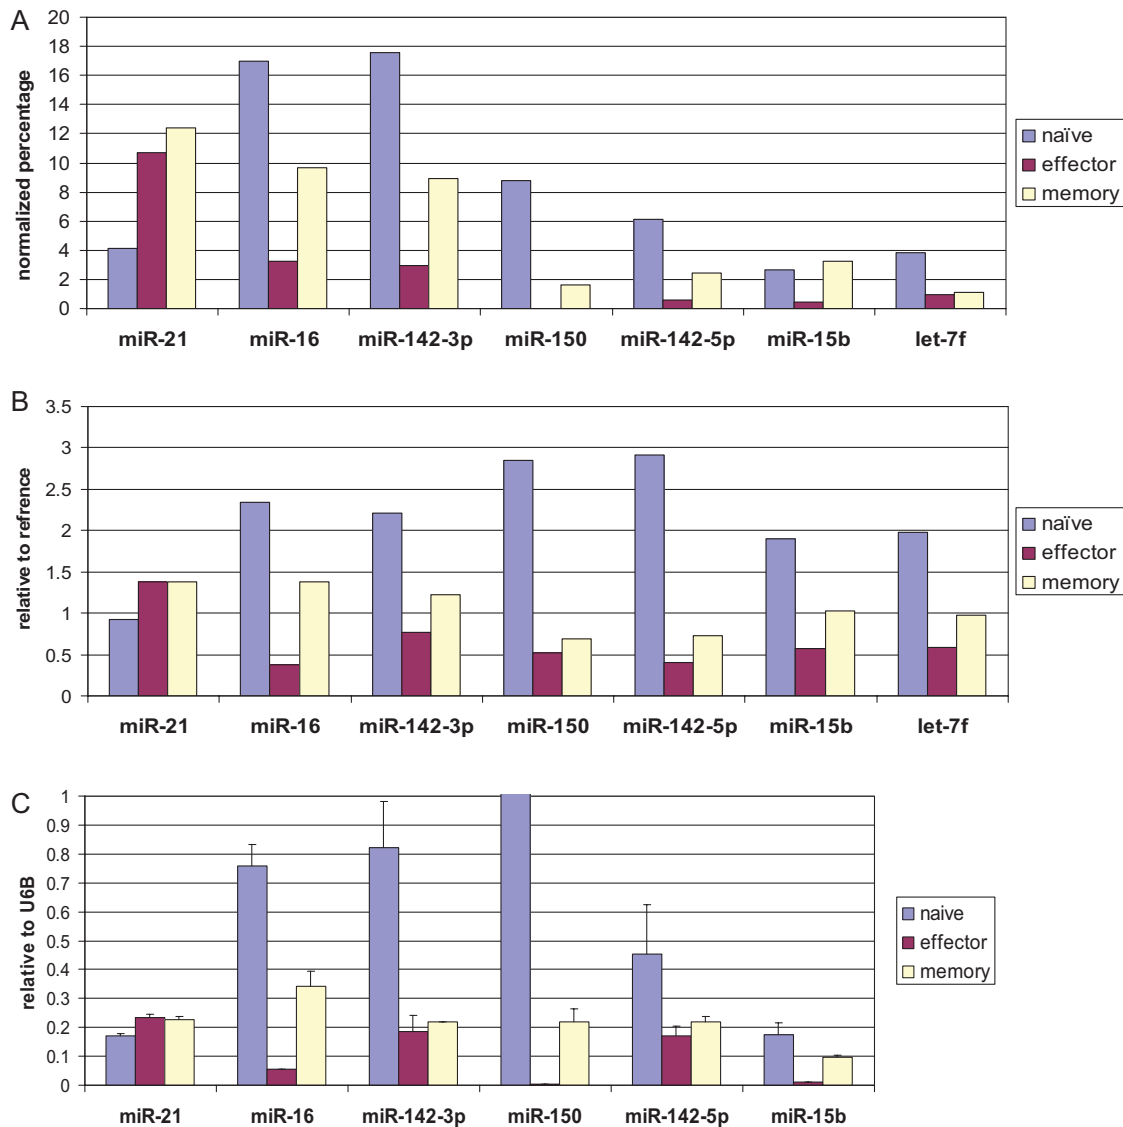 A
normalized percentage
20
18
16
14
12
10
8
6
4
2
0
miR-21 miR-16 miR-142-3p miR-150 miR-142-5p miR-15b let-7f
naïve
effector
memory
B
relative to refrence
3.5
3
2.5
2
1.5
1
0.5
0
miR-21 miR-16 miR-142-3p miR-150 miR-142-5p miR-15b let-7f
naïve
effector
memory
C
relative to U6B
1
0.9
0.8
0.7
0.6
0.5
0.4
0.3
0.2
0.1
0
miR-21 miR-16 miR-142-3p miR-150 miR-142-5p miR-15b
naive
effector
memory